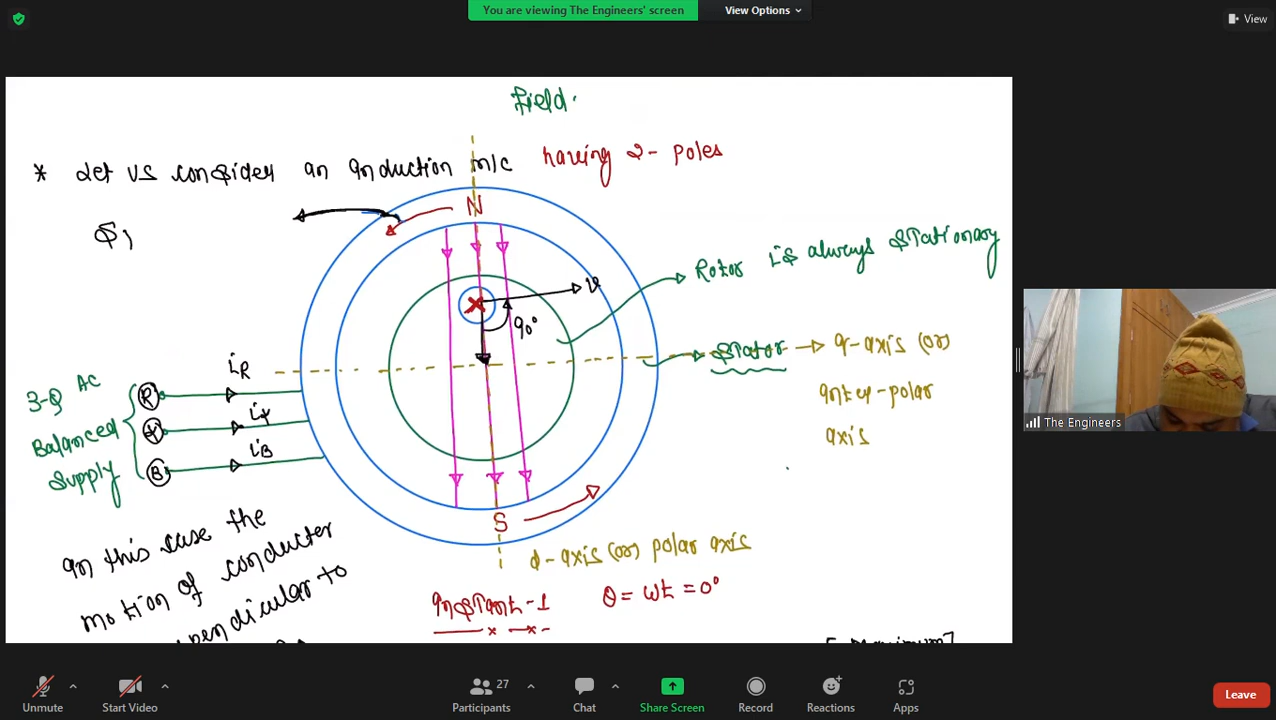 You are viewing The Engineers' screen
View Options
View
Field.
* Let us consider an induction m/c having 2- poles
N
Rotor is always stationary
v
90°
Stator
q-axis (or)
inter-polar
axis
3-Φ AC
Balanced
Supply
R
Y
B
iR
iY
iB
S
d-axis (or) polar axis
instant-1 θ = wt = 0°
in this case the
motion of conductor
The Engineers
Unmute
Start Video
27
Participants
Chat
Share Screen
Record
Reactions
Apps
Leave